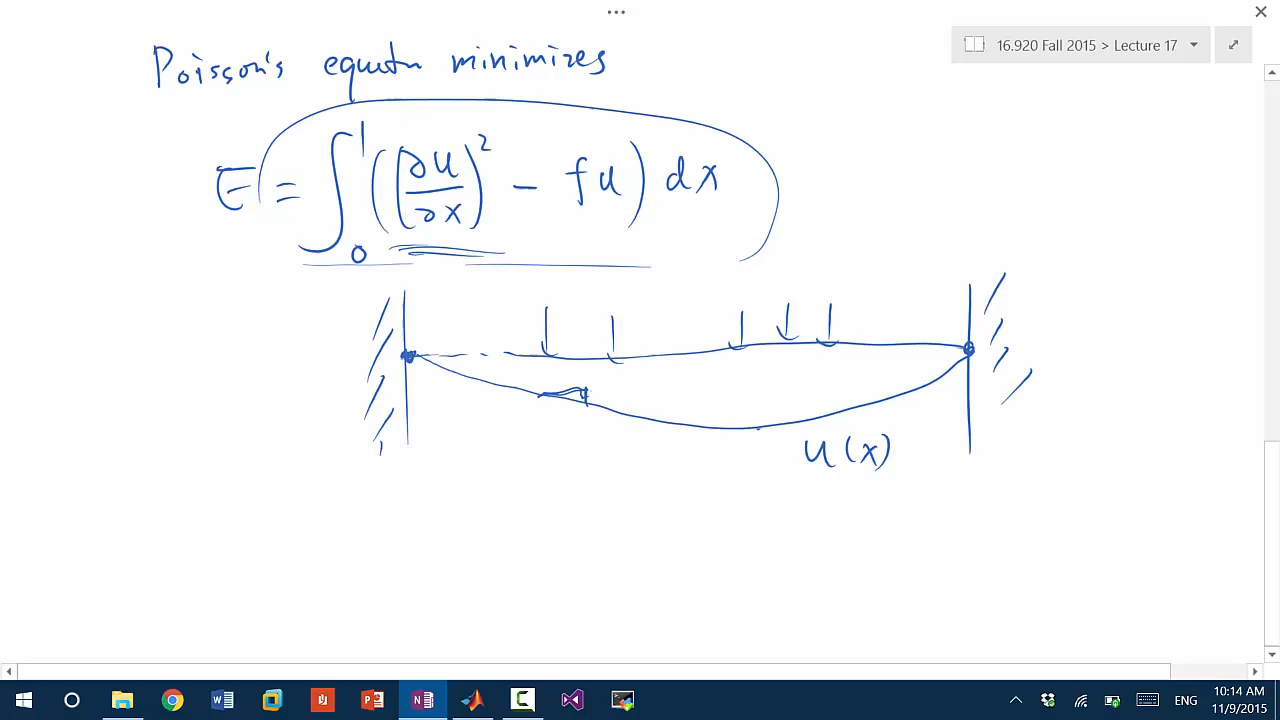 16.920 Fall 2015 > Lecture 17
Poisson's equatn minimizes
E = ∫₀¹ ((∂u/∂x)² − fu) dx
u(x)
ENG
10:14 AM
11/9/2015